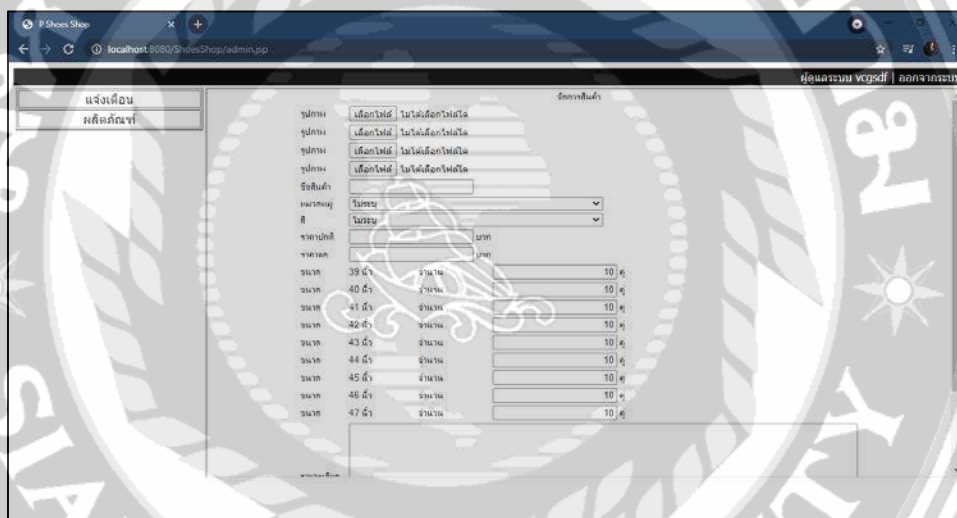 P Shoes Shop
localhost:8080/ShoesShop/admin.jsp
ผู้ดูแลระบบ vcgsdf | ออกจากระบบ
แจ้งเตือน
ผลิตภัณฑ์
จัดการสินค้า
รูปภาพ เลือกไฟล์ ไม่ได้เลือกไฟล์ใด
รูปภาพ เลือกไฟล์ ไม่ได้เลือกไฟล์ใด
รูปภาพ เลือกไฟล์ ไม่ได้เลือกไฟล์ใด
รูปภาพ เลือกไฟล์ ไม่ได้เลือกไฟล์ใด
ชื่อสินค้า
หมวดหมู่ ไม่ระบุ
สี ไม่ระบุ
ราคาปกติ บาท
ราคาลด บาท
ขนาด 39 นิ้ว จำนวน 10 คู่
ขนาด 40 นิ้ว จำนวน 10 คู่
ขนาด 41 นิ้ว จำนวน 10 คู่
ขนาด 42 นิ้ว จำนวน 10 คู่
ขนาด 43 นิ้ว จำนวน 10 คู่
ขนาด 44 นิ้ว จำนวน 10 คู่
ขนาด 45 นิ้ว จำนวน 10 คู่
ขนาด 46 นิ้ว จำนวน 10 คู่
ขนาด 47 นิ้ว จำนวน 10 คู่